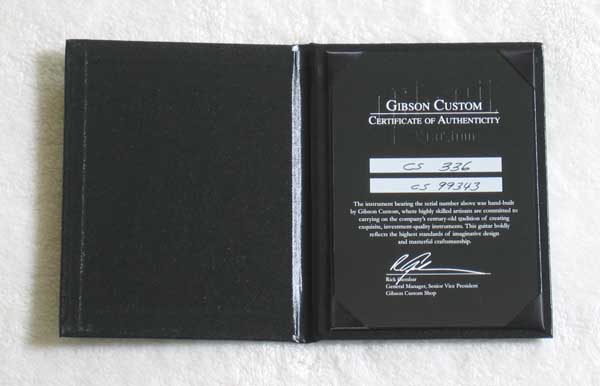 GIBSON CUSTOM
CERTIFICATE OF AUTHENTICITY
CS 336
CS 99343
The instrument bearing the serial number above was hand-built
by Gibson Custom, where highly skilled artisans are committed to
carrying on the company's century-old tradition of creating
exquisite, investment-quality instruments. This guitar boldly
reflects the highest standards of imaginative design
and masterful craftsmanship.
Rick
General Manager, Senior Vice President
Gibson Custom Shop